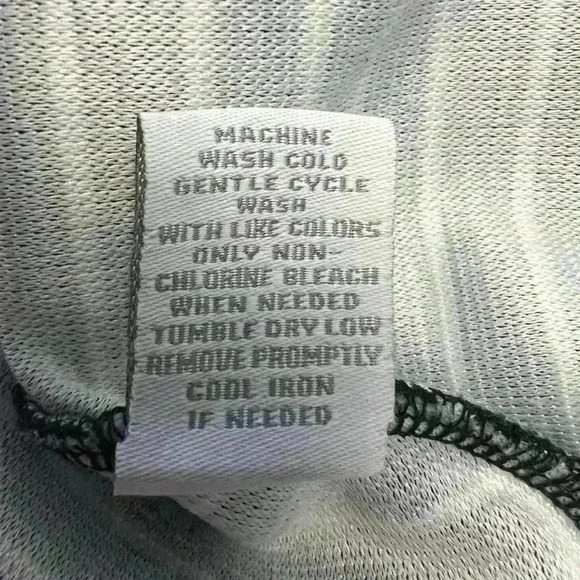 MACHINE
WASH COLD
GENTLE CYCLE
WASH
WITH LIKE COLORS
ONLY NON-
CHLORINE BLEACH
WHEN NEEDED
TUMBLE DRY LOW
REMOVE PROMPTLY
COOL IRON
IF NEEDED